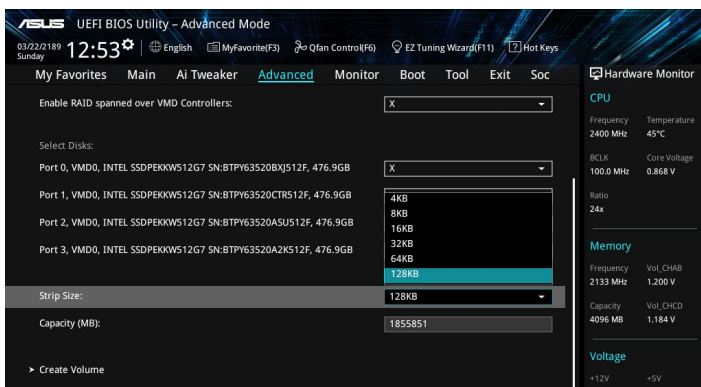 ASUS UEFI BIOS Utility – Advanced Mode
03/22/2189
Sunday
12:53
English
MyFavorite(F3)
Qfan Control(F6)
EZ Tuning Wizard(F11)
? Hot Keys
My Favorites Main Ai Tweaker Advanced Monitor Boot Tool Exit Soc
Hardware Monitor
Enable RAID spanned over VMD Controllers: X
Select Disks:
Port 0, VMD0, INTEL SSDPEKKW512G7 SN:BTPY63520BXJ512F, 476.9GB X
Port 1, VMD0, INTEL SSDPEKKW512G7 SN:BTPY63520CTR512F, 476.9GB
Port 2, VMD0, INTEL SSDPEKKW512G7 SN:BTPY63520ASU512F, 476.9GB
Port 3, VMD0, INTEL SSDPEKKW512G7 SN:BTPY63520A2K512F, 476.9GB
4KB
8KB
16KB
32KB
64KB
128KB
Strip Size: 128KB
Capacity (MB): 1855851
Create Volume
CPU
Frequency Temperature
2400 MHz 45°C
BCLK Core Voltage
100.0 MHz 0.868 V
Ratio
24x
Memory
Frequency Vol_CHAB
2133 MHz 1.200 V
Capacity Vol_CHCD
4096 MB 1.184 V
Voltage
+12V +5V